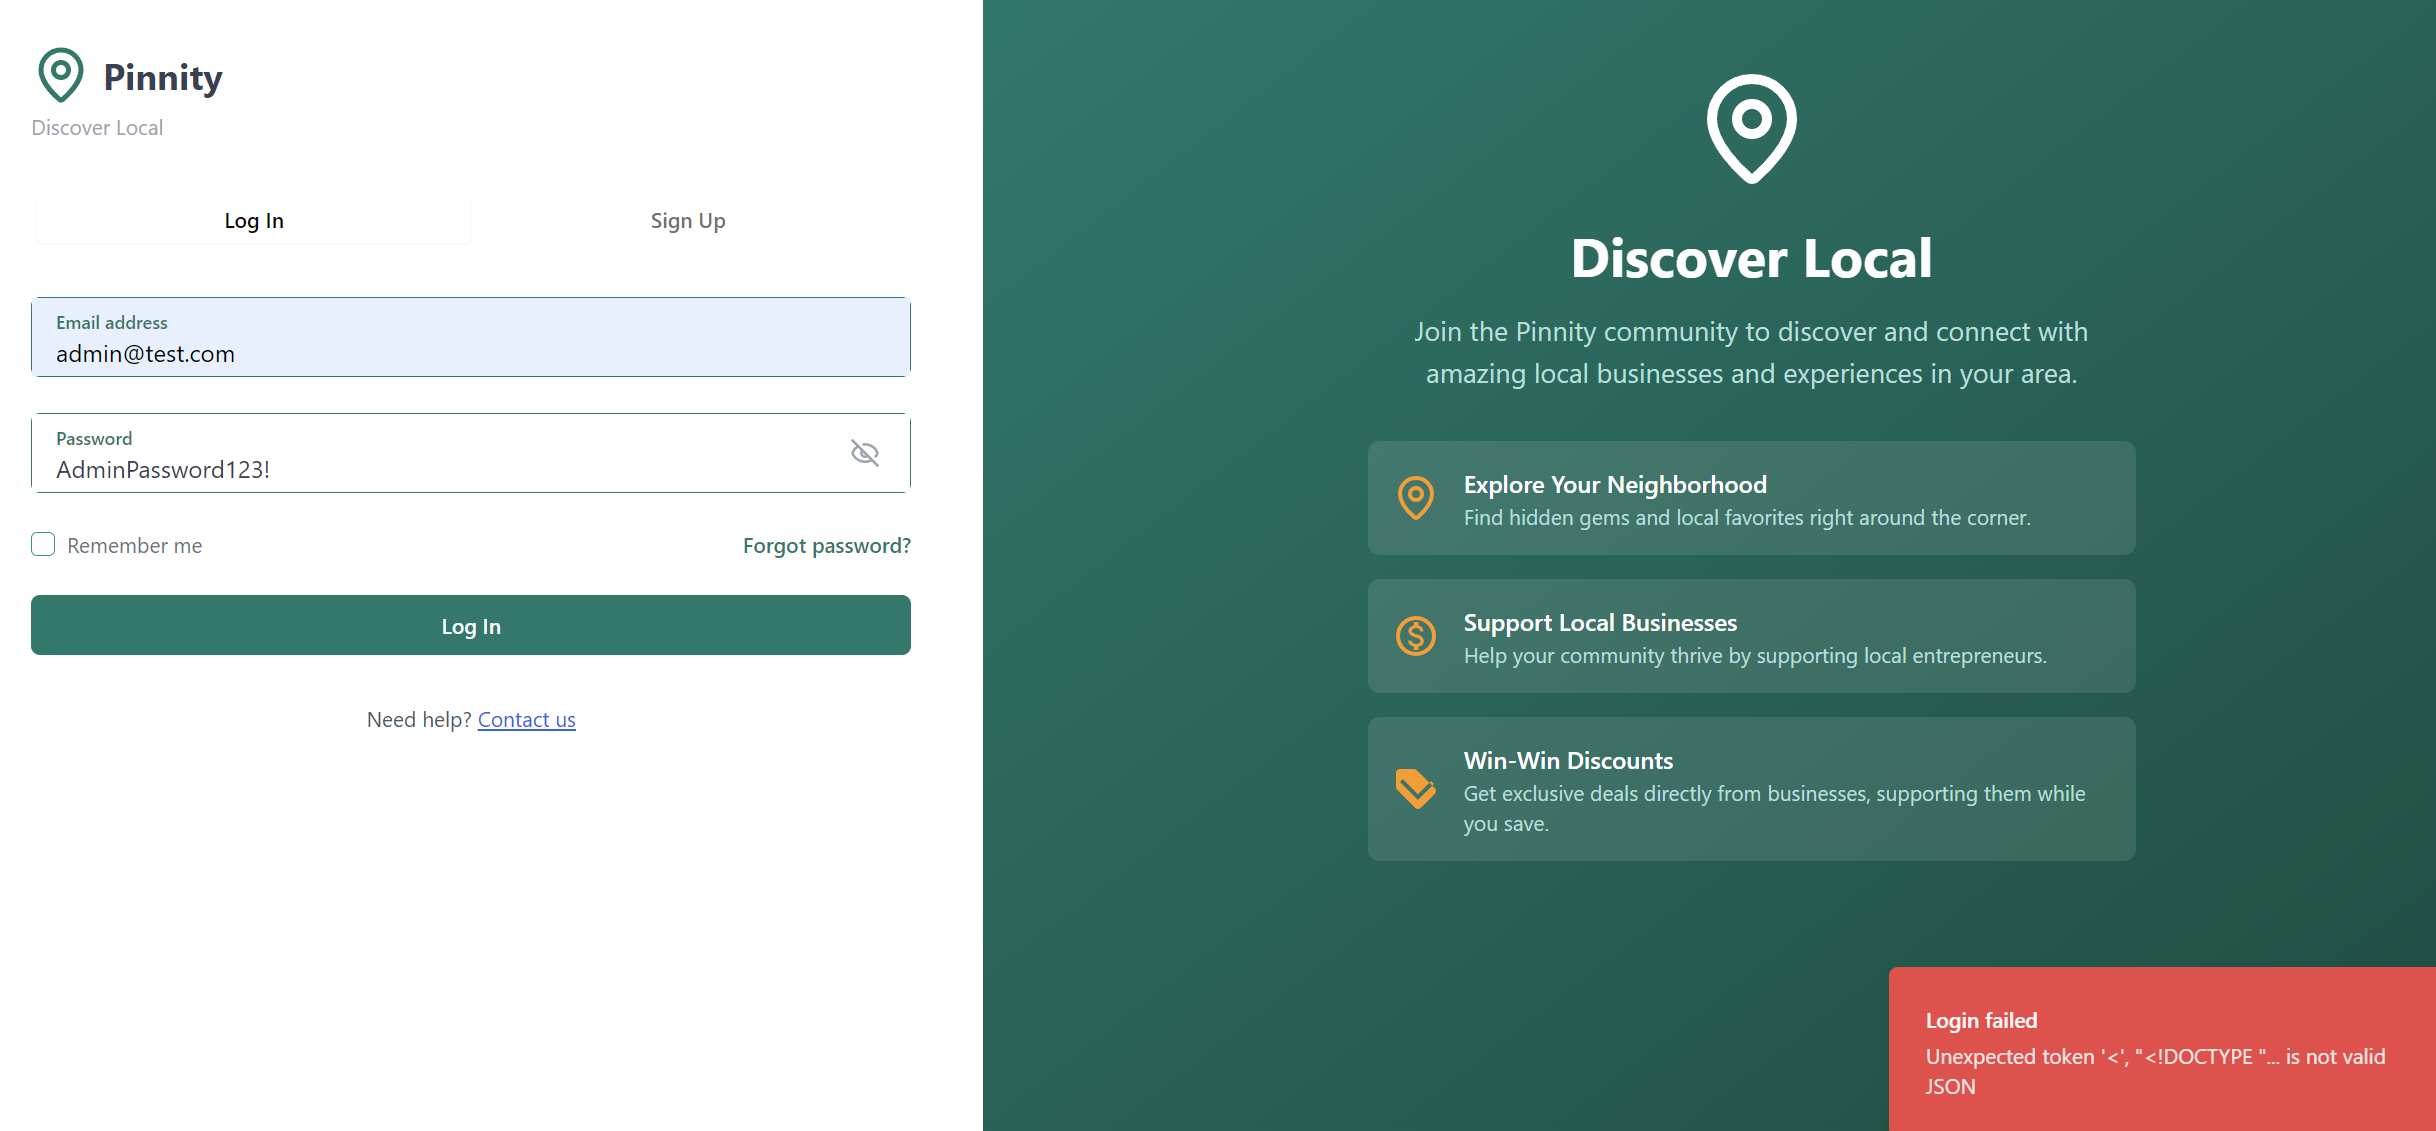 Pinnity
Discover Local
Log In
Sign Up
Email address
admin@test.com
Password
AdminPassword123!
Remember me
Forgot password?
Log In
Need help? Contact us
Discover Local
Join the Pinnity community to discover and connect with
amazing local businesses and experiences in your area.
Explore Your Neighborhood
Find hidden gems and local favorites right around the corner.
Support Local Businesses
Help your community thrive by supporting local entrepreneurs.
Win-Win Discounts
Get exclusive deals directly from businesses, supporting them while
you save.
Login failed
Unexpected token '<', "<!DOCTYPE "... is not valid
JSON